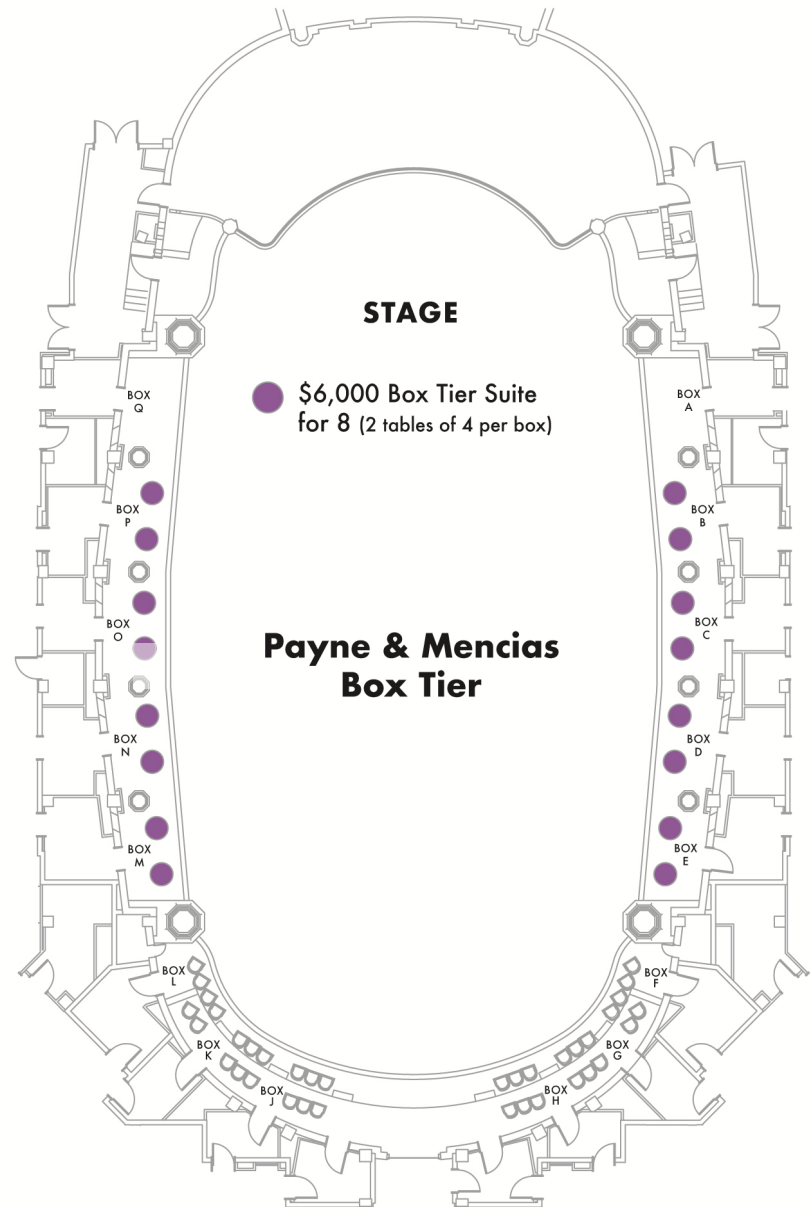 STAGE
$6,000 Box Tier Suite
for 8 (2 tables of 4 per box)
BOX
Q
BOX
A
BOX
P
BOX
B
BOX
O
BOX
C
Payne & Mencias
Box Tier
BOX
N
BOX
D
BOX
M
BOX
E
BOX
L
BOX
F
BOX
K
BOX
G
BOX
J
BOX
H